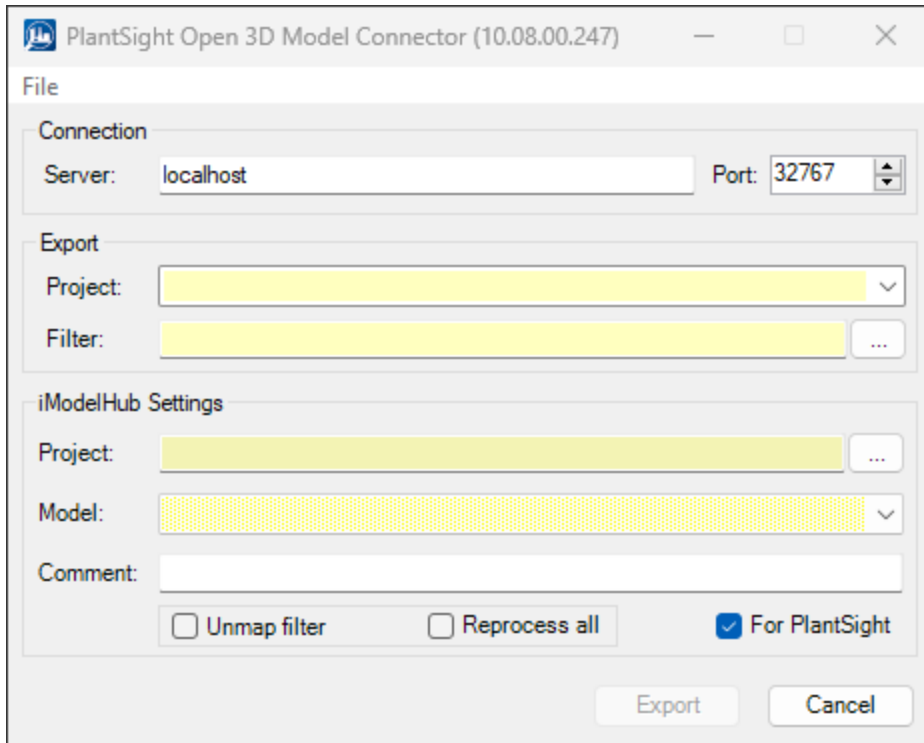 PlantSight Open 3D Model Connector (10.08.00.247)
File
Connection
Server: localhost Port: 32767
Export
Project:
Filter: ...
iModelHub Settings
Project: ...
Model:
Comment:
Unmap filter Reprocess all For PlantSight
Export Cancel